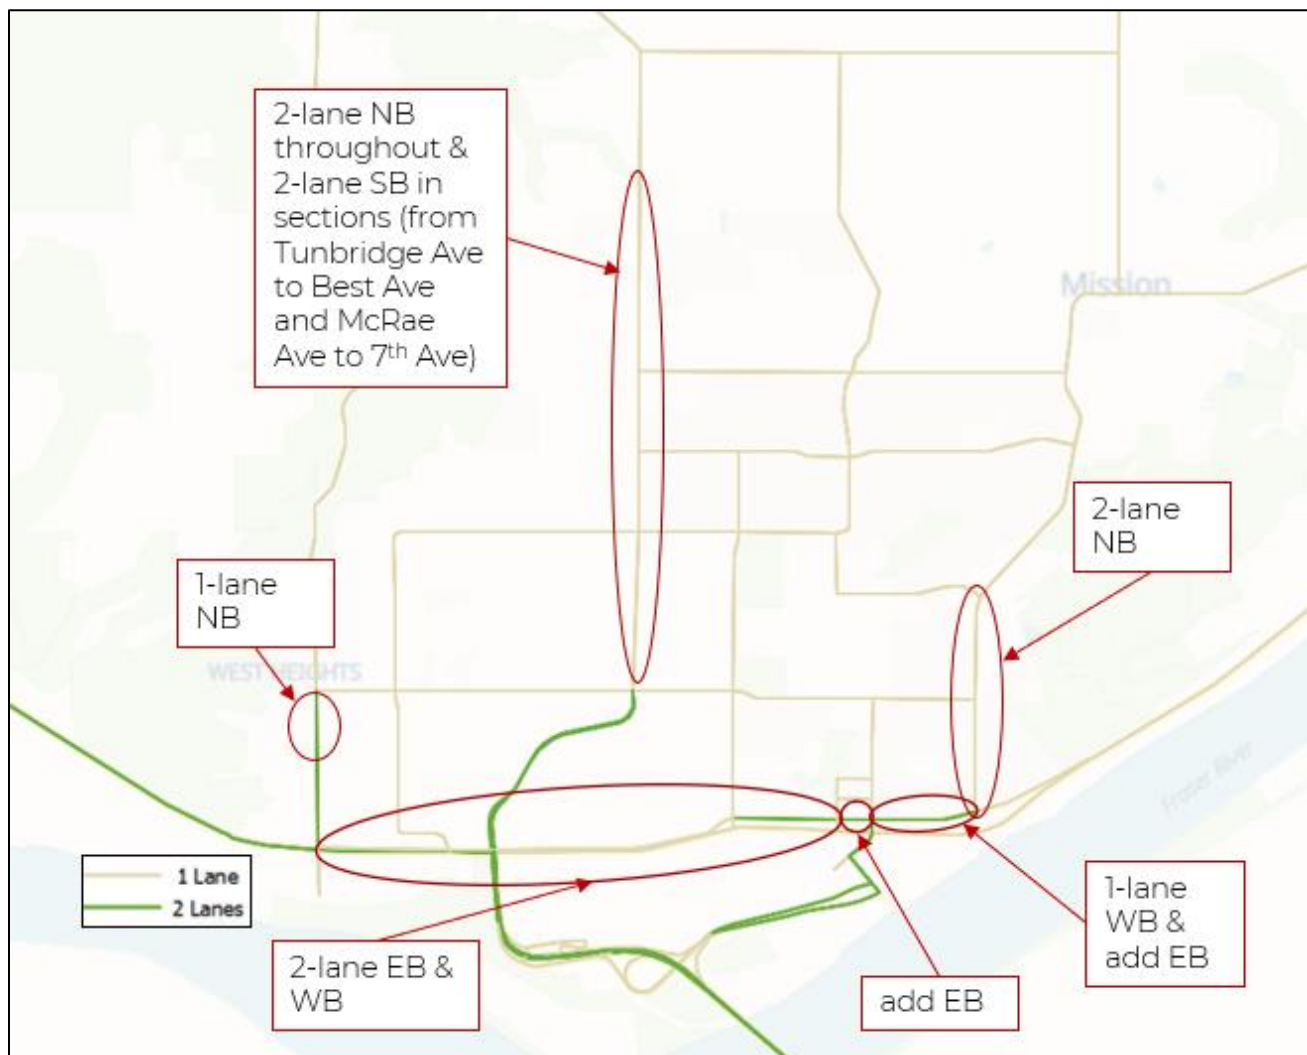 2-lane NB
throughout &
2-lane SB in
sections (from
Tunbridge Ave
to Best Ave
and McRae
Ave to 7th Ave)
Mission
2-lane
NB
1-lane
NB
WEST HEIGHTS
Fraser River
1 Lane
2 Lanes
2-lane EB &
WB
add EB
1-lane
WB &
add EB